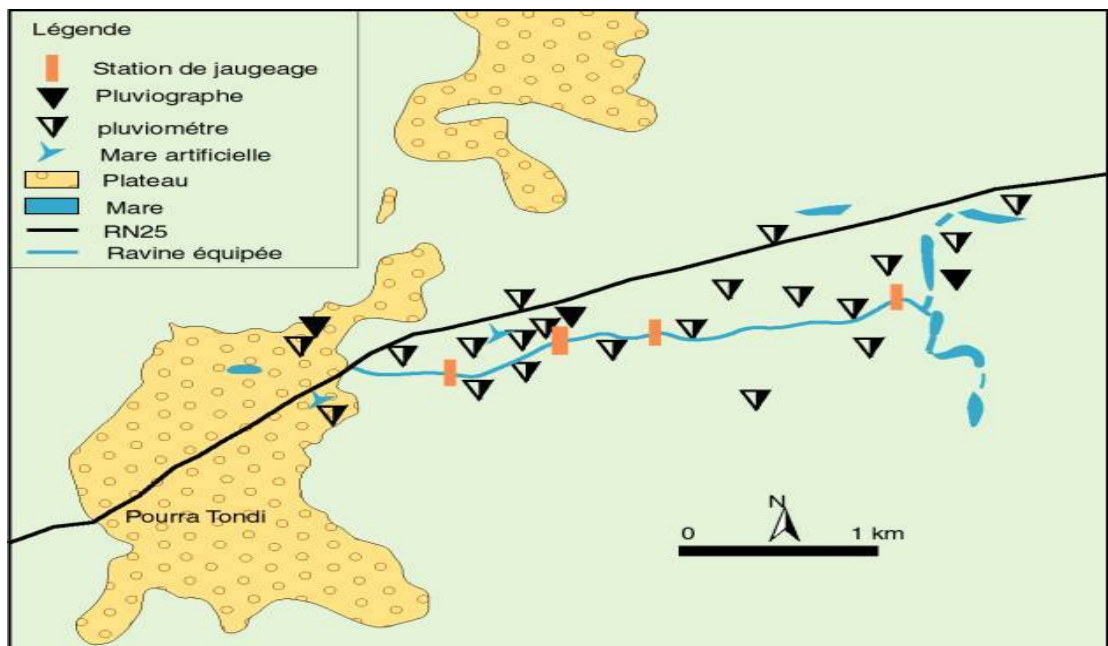 Légende
Station de jaugeage
Pluviographe
pluviométre
Mare artificielle
Plateau
Mare
RN25
Ravine équipée
Pourra Tondi
N
0 1 km